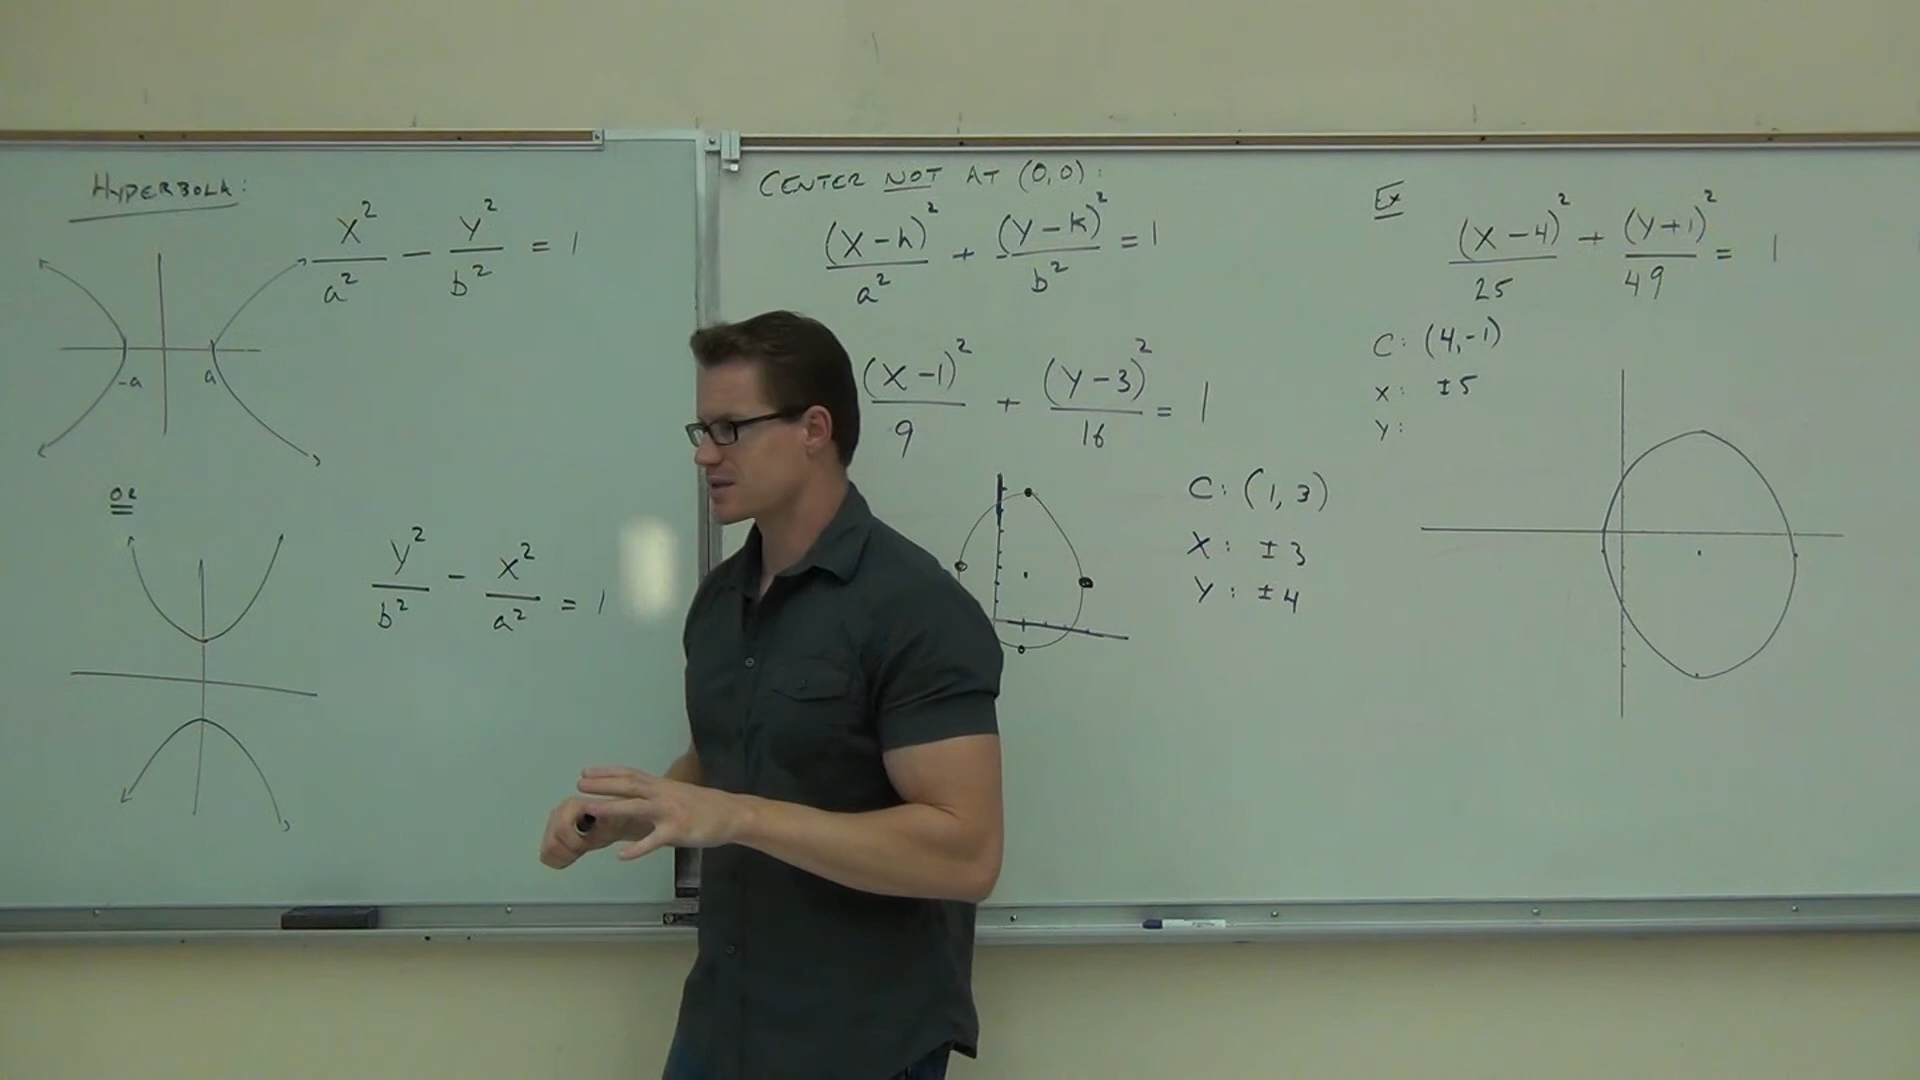 HYPERBOLA:
x²/a² - y²/b² = 1
-a a
OR
y²/b² - x²/a² = 1
CENTER NOT AT (0,0):
(x-h)²/a² + (y-k)²/b² = 1
(x-1)²/9 + (y-3)²/16 = 1
C: (1,3)
X: ±3
Y: ±4
Ex
(x-4)²/25 + (y+1)²/49 = 1
C: (4,-1)
X: ±5
Y: